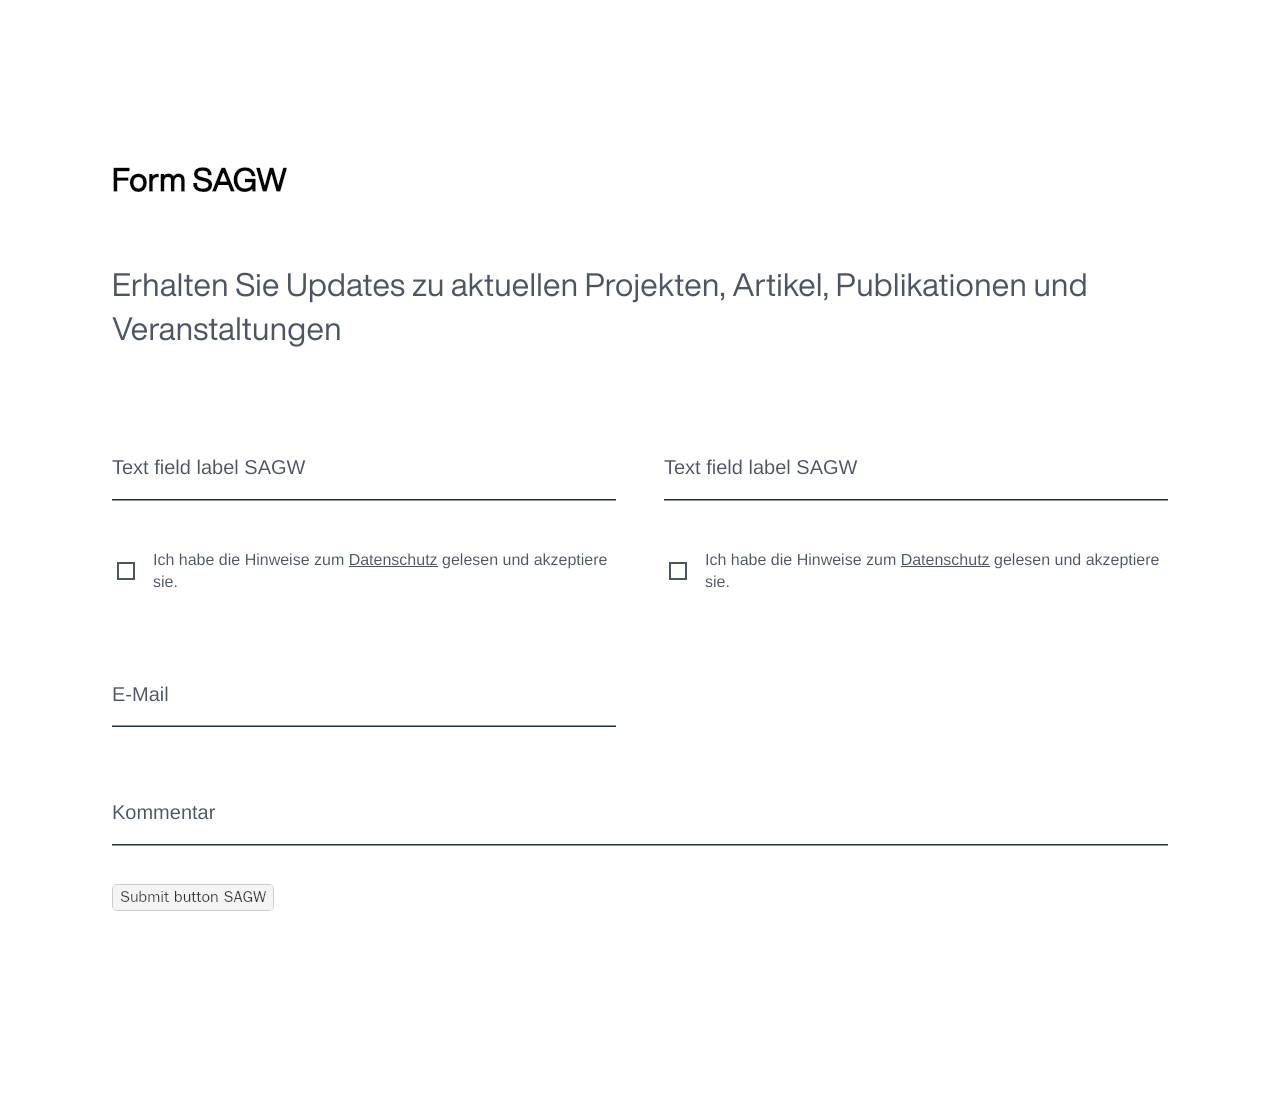 Form SAGW
Erhalten Sie Updates zu aktuellen Projekten, Artikel, Publikationen und
Veranstaltungen
Text field label SAGW
Text field label SAGW
Ich habe die Hinweise zum Datenschutz gelesen und akzeptiere
sie.
Ich habe die Hinweise zum Datenschutz gelesen und akzeptiere
sie.
E-Mail
Kommentar
Submit button SAGW